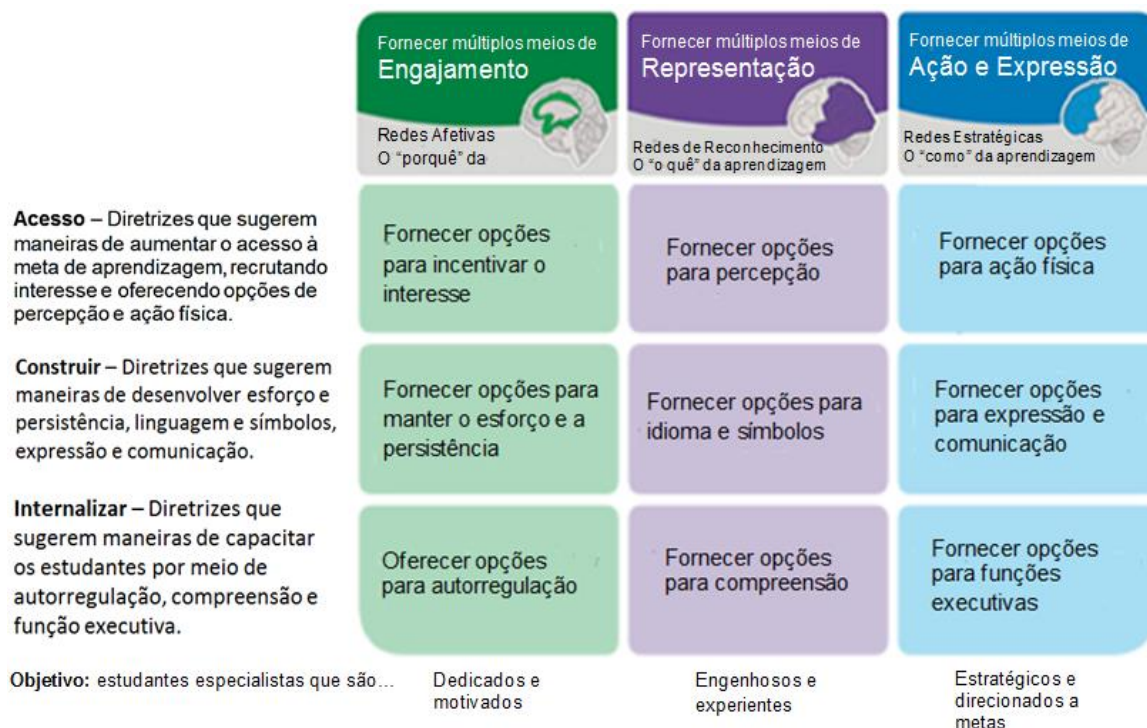 Fornecer múltiplos meios de
Engajamento
Redes Afetivas
O “porquê” da
Fornecer múltiplos meios de
Representação
Redes de Reconhecimento
O “o quê” da aprendizagem
Fornecer múltiplos meios de
Ação e Expressão
Redes Estratégicas
O “como” da aprendizagem
Acesso – Diretrizes que sugerem
maneiras de aumentar o acesso à
meta de aprendizagem, recrutando
interesse e oferecendo opções de
percepção e ação física.
Fornecer opções
para incentivar o
interesse
Fornecer opções
para percepção
Fornecer opções
para ação física
Construir – Diretrizes que sugerem
maneiras de desenvolver esforço e
persistência, linguagem e símbolos,
expressão e comunicação.
Fornecer opções para
manter o esforço e a
persistência
Fornecer opções para
idioma e símbolos
Fornecer opções
para expressão e
comunicação
Internalizar – Diretrizes que
sugerem maneiras de capacitar
os estudantes por meio de
autorregulação, compreensão e
função executiva.
Oferecer opções
para autorregulação
Fornecer opções
para compreensão
Fornecer opções
para funções
executivas
Objetivo: estudantes especialistas que são...
Dedicados e
motivados
Engenhosos e
experientes
Estratégicos e
direcionados a
metas